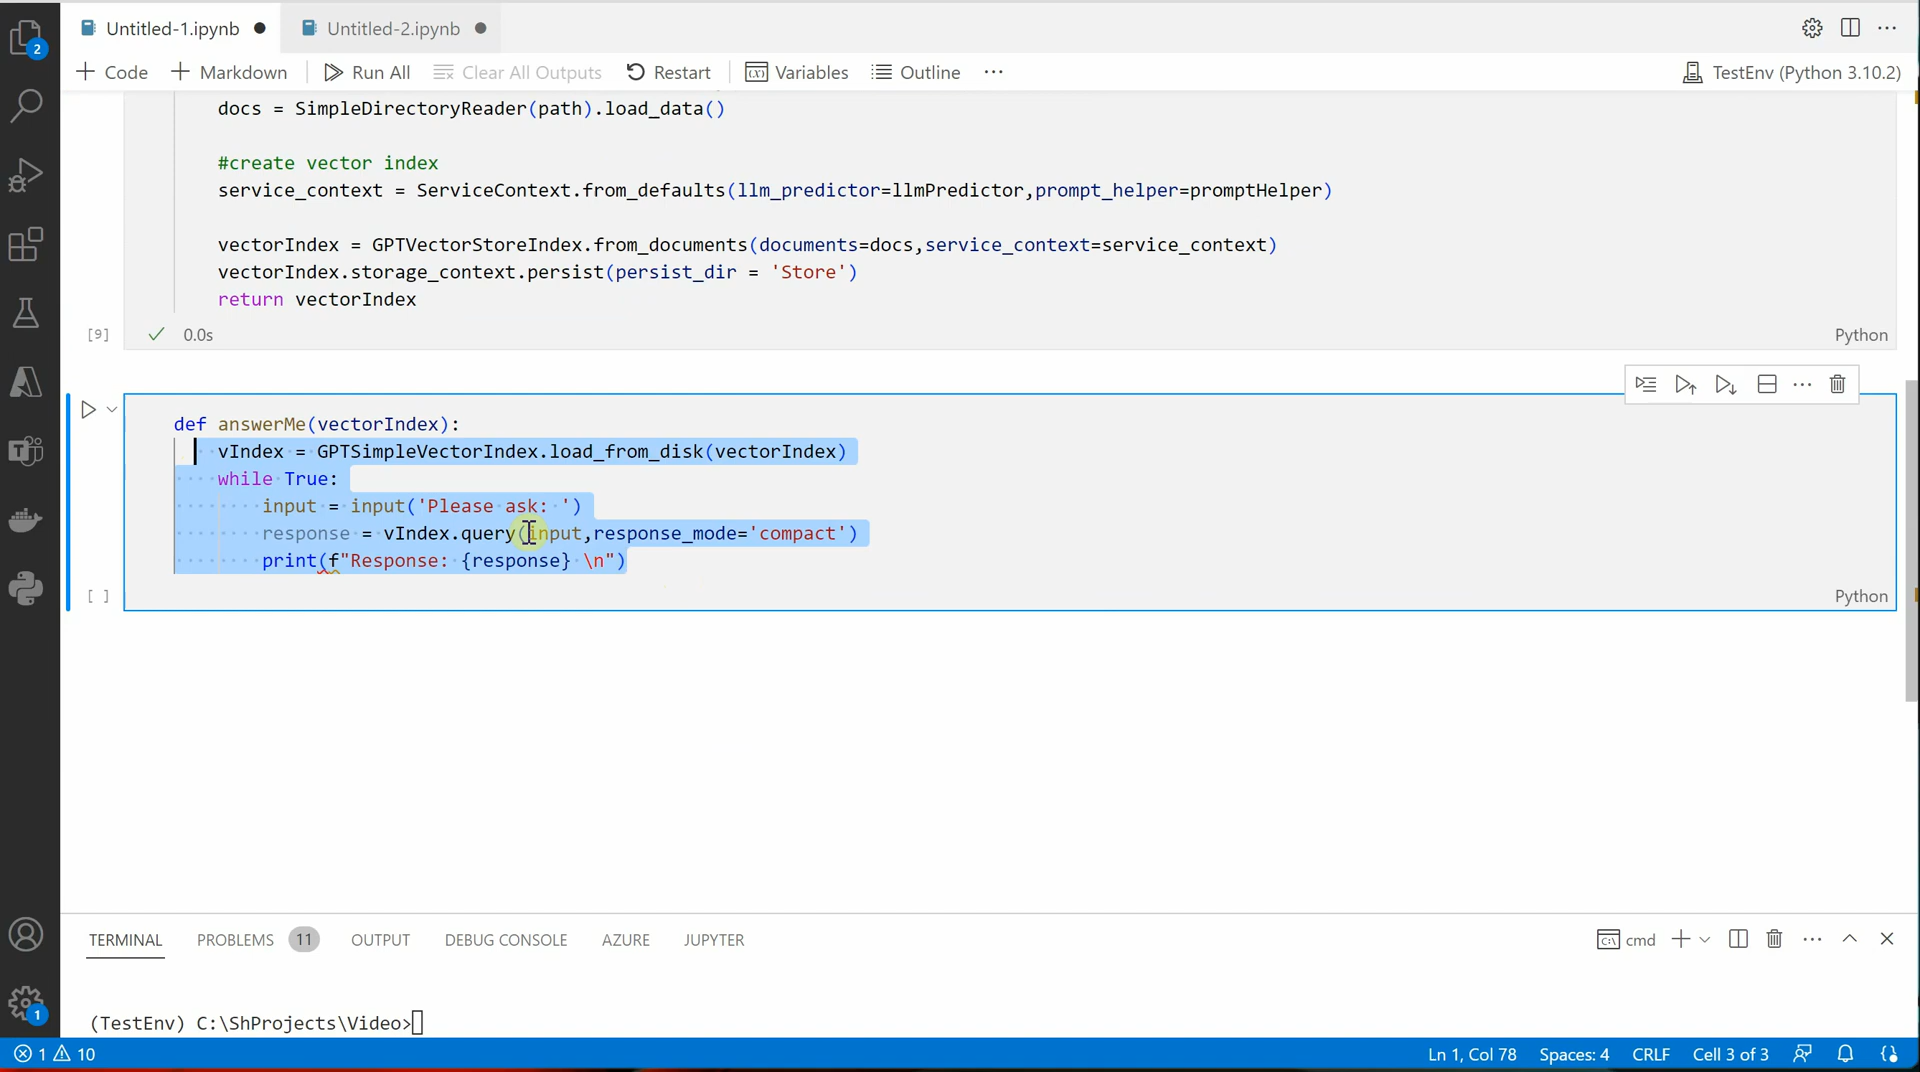 Untitled-1.ipynb
Untitled-2.ipynb
Code
Markdown
Run All
Clear All Outputs
Restart
Variables
Outline
TestEnv (Python 3.10.2)
2
docs = SimpleDirectoryReader(path).load_data()
#create vector index
service_context = ServiceContext.from_defaults(llm_predictor=llmPredictor,prompt_helper=promptHelper)
vectorIndex = GPTVectorStoreIndex.from_documents(documents=docs,service_context=service_context)
vectorIndex.storage_context.persist(persist_dir = 'Store')
return vectorIndex
[9]
0.0s
Python
def answerMe(vectorIndex):
vIndex = GPTSimpleVectorIndex.load_from_disk(vectorIndex)
while True:
input = input('Please ask: ')
response = vIndex.query(input,response_mode='compact')
print(f"Response: {response} \n")
[ ]
Python
TERMINAL
PROBLEMS 11
OUTPUT
DEBUG CONSOLE
AZURE
JUPYTER
cmd
(TestEnv) C:\ShProjects\Video>
1
1 10
Ln 1, Col 78
Spaces: 4
CRLF
Cell 3 of 3